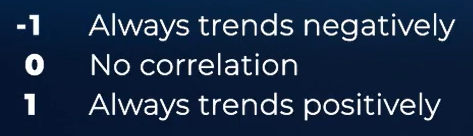 -1 Always trends negatively
0 No correlation
1 Always trends positively